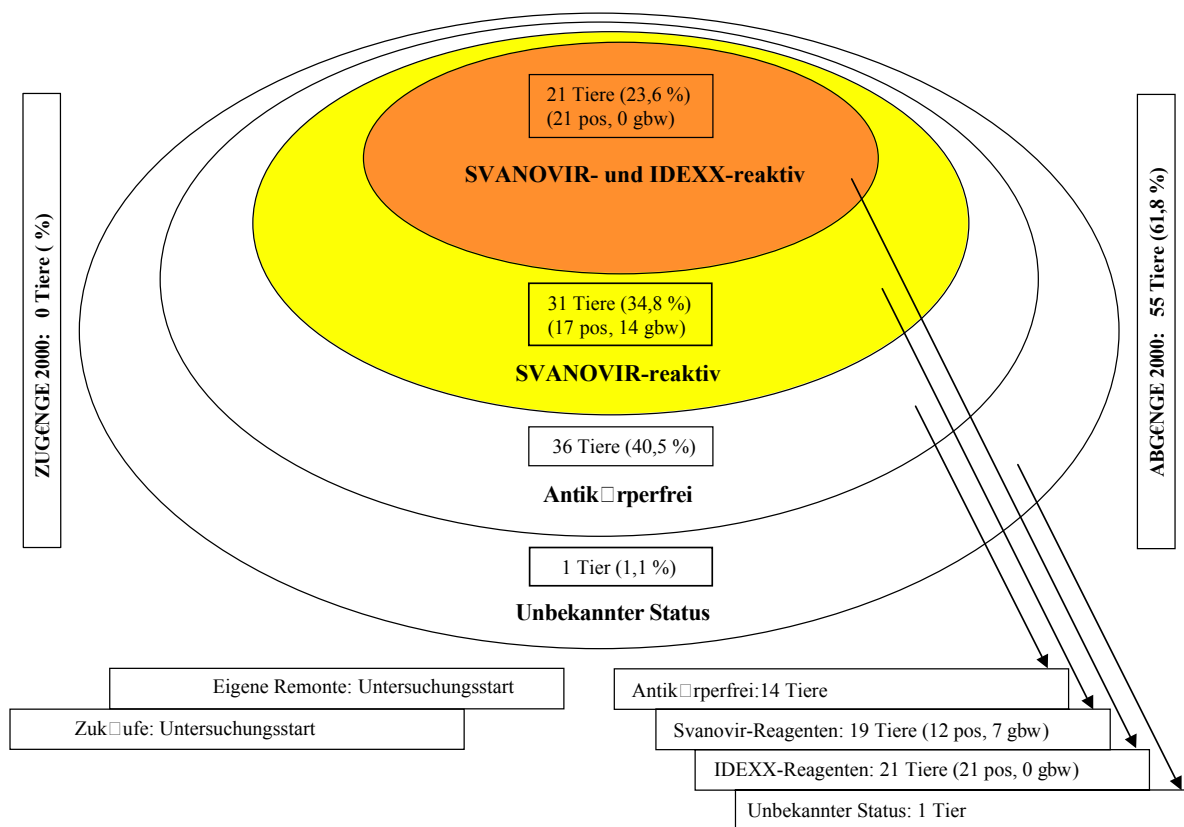 21 Tiere (23,6 %)
(21 pos, 0 gbw)
SVANOVIR- und IDEXX-reaktiv
31 Tiere (34,8 %)
(17 pos, 14 gbw)
SVANOVIR-reaktiv
36 Tiere (40,5 %)
Antik□rperfrei
1 Tier (1,1 %)
Unbekannter Status
ZUG€NGE 2000: 0 Tiere ( %)
ABG€NGE 2000: 55 Tiere (61,8 %)
Eigene Remonte: Untersuchungsstart
Zuk□ufe: Untersuchungsstart
Antik□rperfrei:14 Tiere
Svanovir-Reagenten: 19 Tiere (12 pos, 7 gbw)
IDEXX-Reagenten: 21 Tiere (21 pos, 0 gbw)
Unbekannter Status: 1 Tier